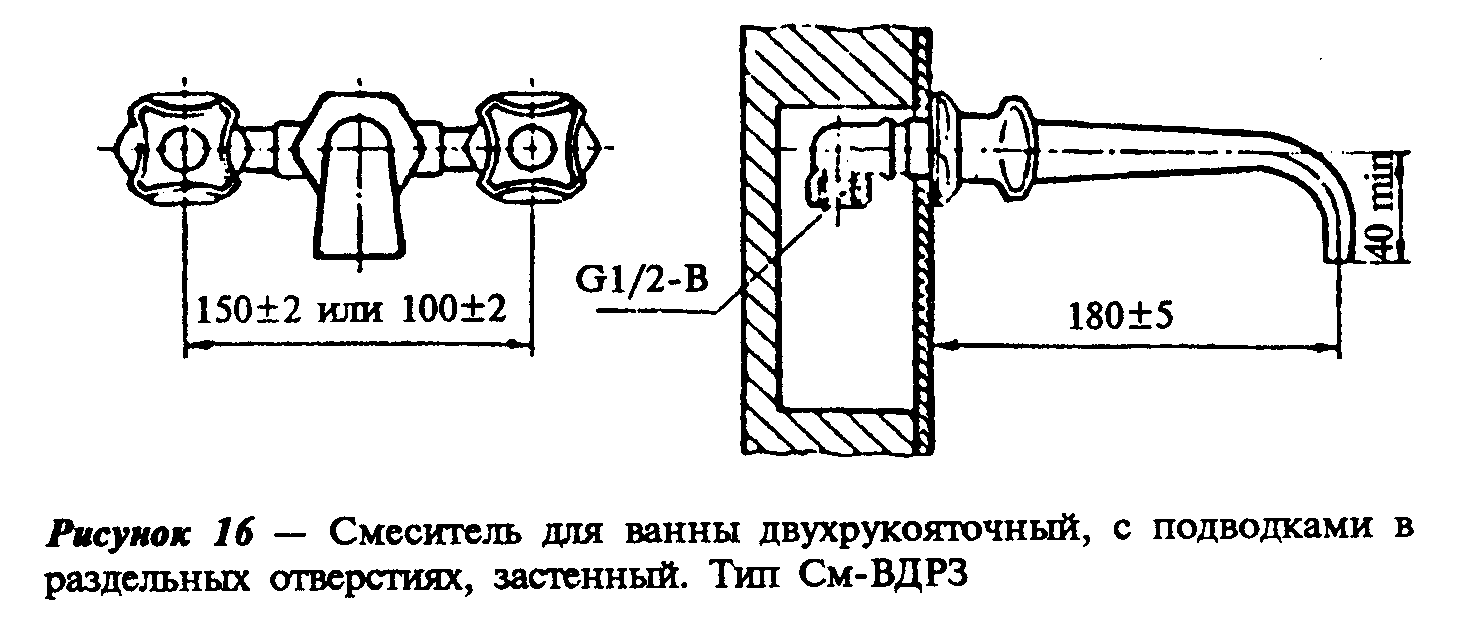 40 min
G1/2-B
150±2 или 100±2
180±5
Рисунок 16 — Смеситель для ванны двухрукояточный, с подводками в
раздельных отверстиях, застенный. Тип См-ВДРЗ